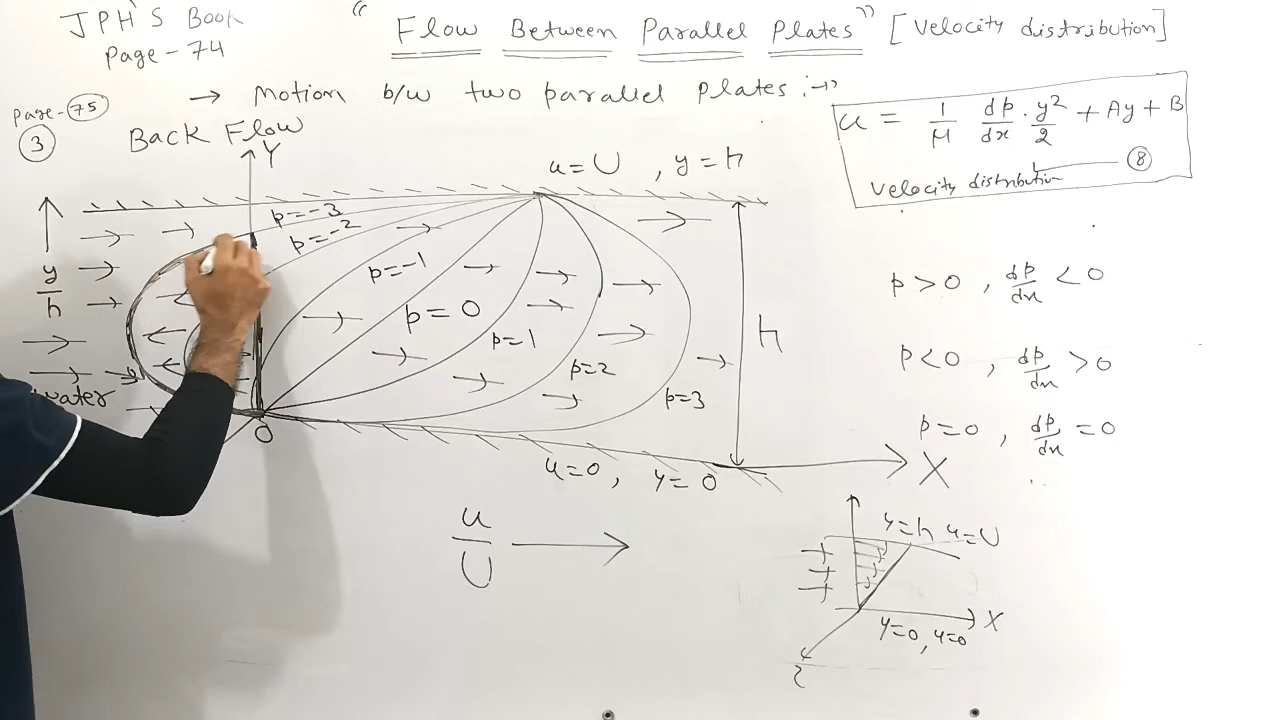 JPH'S Book
Page-74
"Flow Between Parallel Plates" [Velocity distribution]
→ Motion b/w two parallel Plates :→
Page-75
3
Back Flow
u = 1/μ dp/dx . y²/2 + Ay + B
8
Velocity distribution
Y
u=U , y=h
p=-3
p=-2
p=-1
p=0
p=1
p=2
p=3
y/h
h
water
O
u=0, y=0
X
u/U →
p>0 , dp/dx <0
p<0 , dp/dx >0
p=0 , dp/dx =0
y=h u=U
X
y=0, u=0